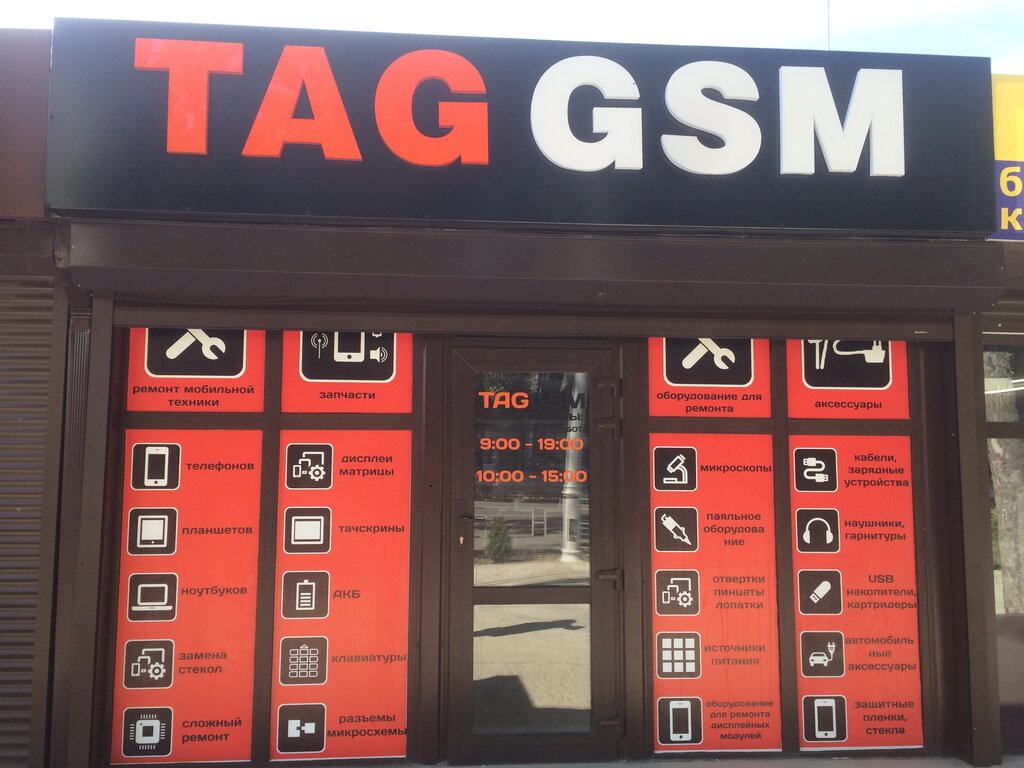 TAG GSM
б
к
ремонт мобильной
техники
телефонов
планшетов
ноутбуков
замена
стекол
сложный
ремонт
запчасти
дисплеи
матрицы
тачскрины
АКБ
клавиатуры
разъемы
микросхемы
TAG GSM
9:00 - 19:00
10:00 - 15:00
оборудование для
ремонта
микроскопы
паяльное
оборудова
ние
отвертки
пинцеты
лопатки
источники
питания
оборудование
для ремонта
дисплейных
модулей
аксессуары
кабели,
зарядные
устройства
наушники,
гарнитуры
USB
накопители,
картридеры
автомобиль
ные
аксессуары
защитные
пленки,
стекла